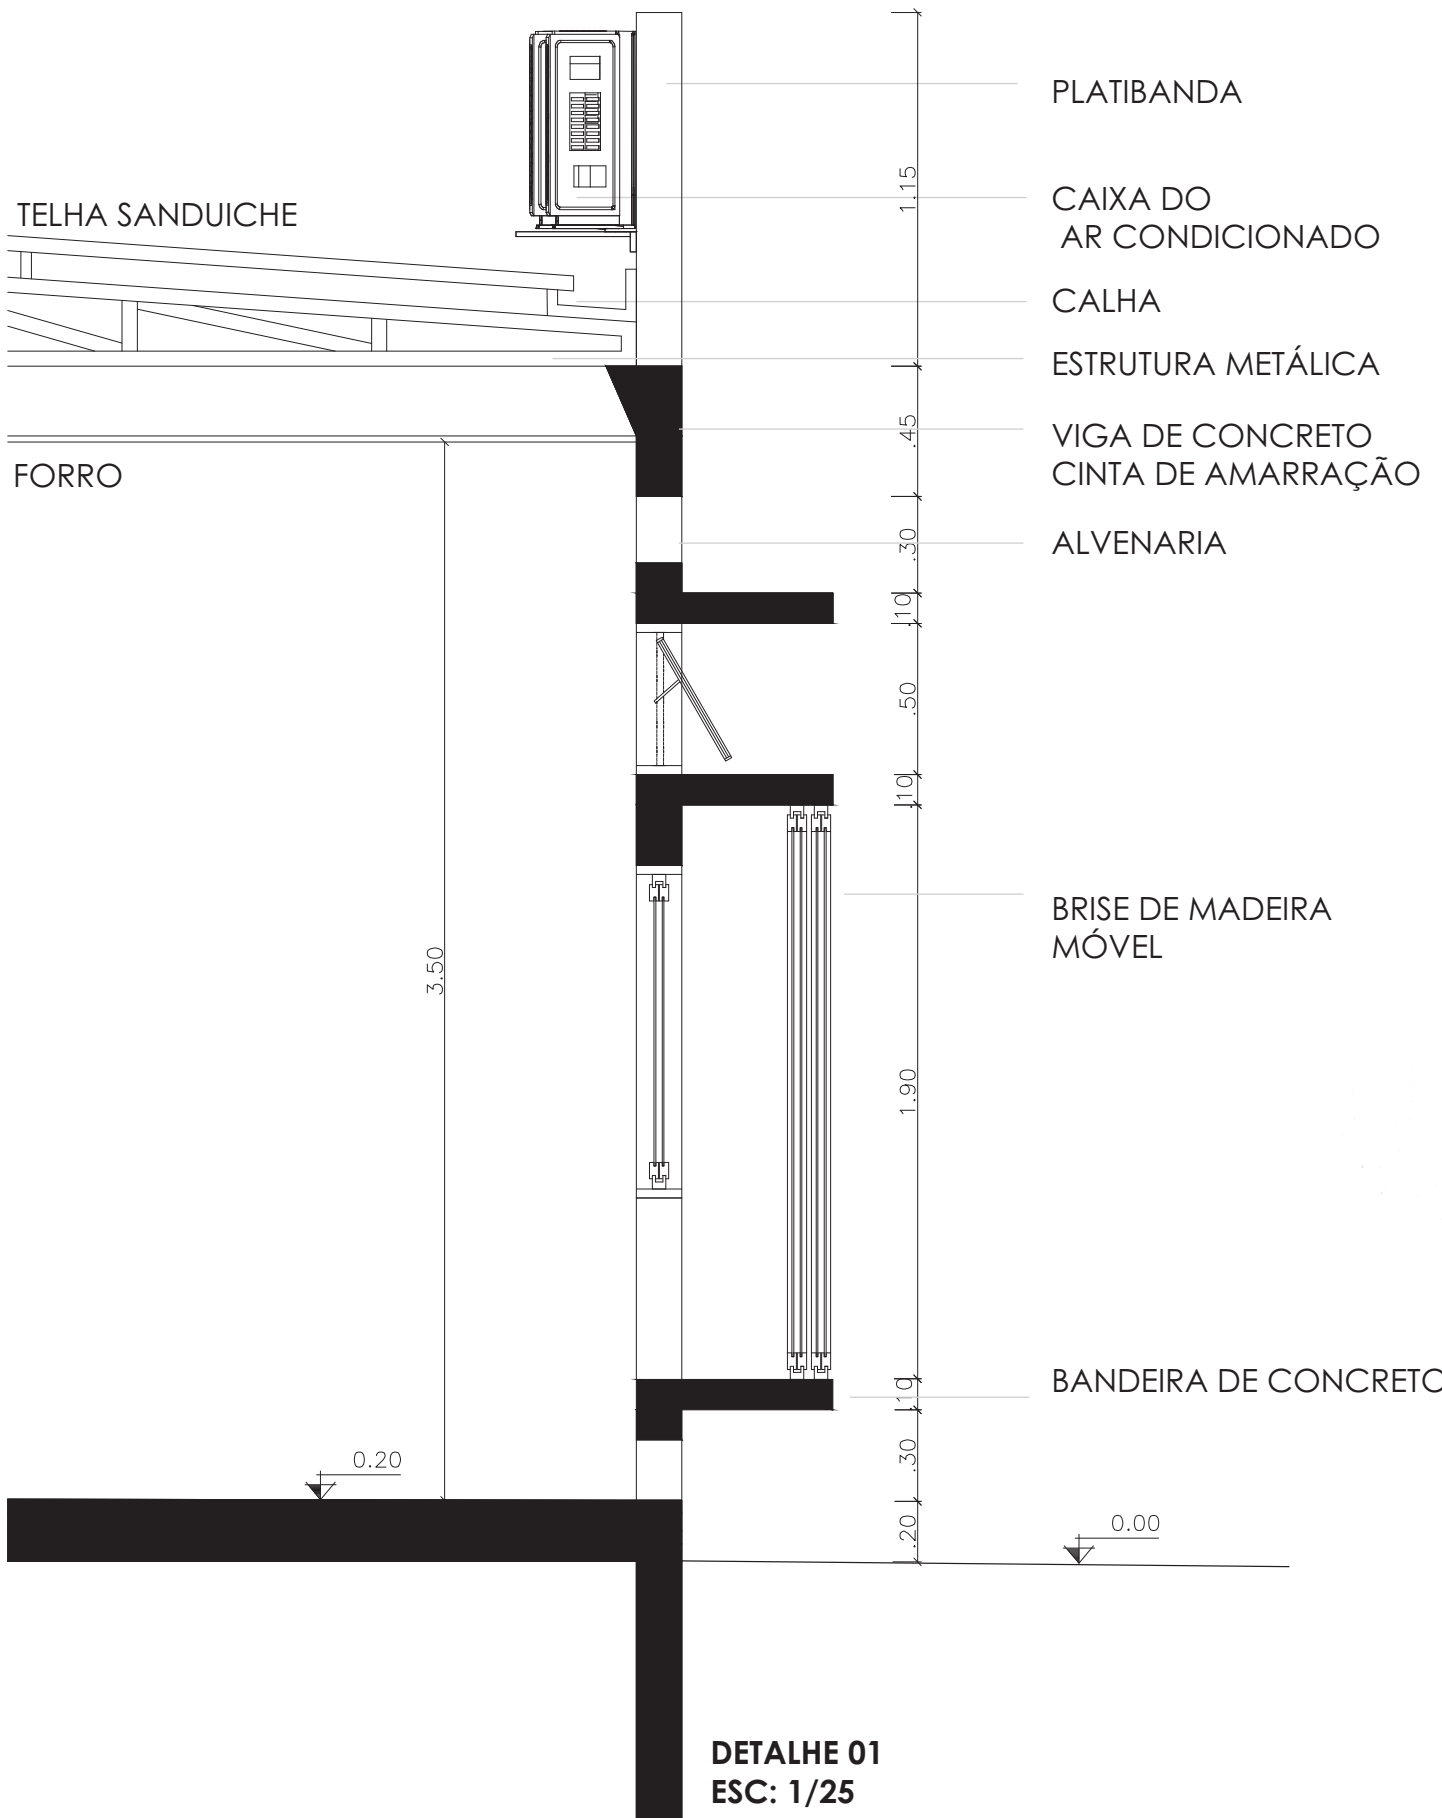 PLATIBANDA
1.15
CAIXA DO
AR CONDICIONADO
TELHA SANDUICHE
CALHA
ESTRUTURA METÁLICA
.45
VIGA DE CONCRETO
CINTA DE AMARRAÇÃO
FORRO
.30
ALVENARIA
.10
.50
.10
BRISE DE MADEIRA
MÓVEL
3.50
1.90
BANDEIRA DE CONCRETO
.10
.30
0.20
.20
0.00
DETALHE 01
ESC: 1/25